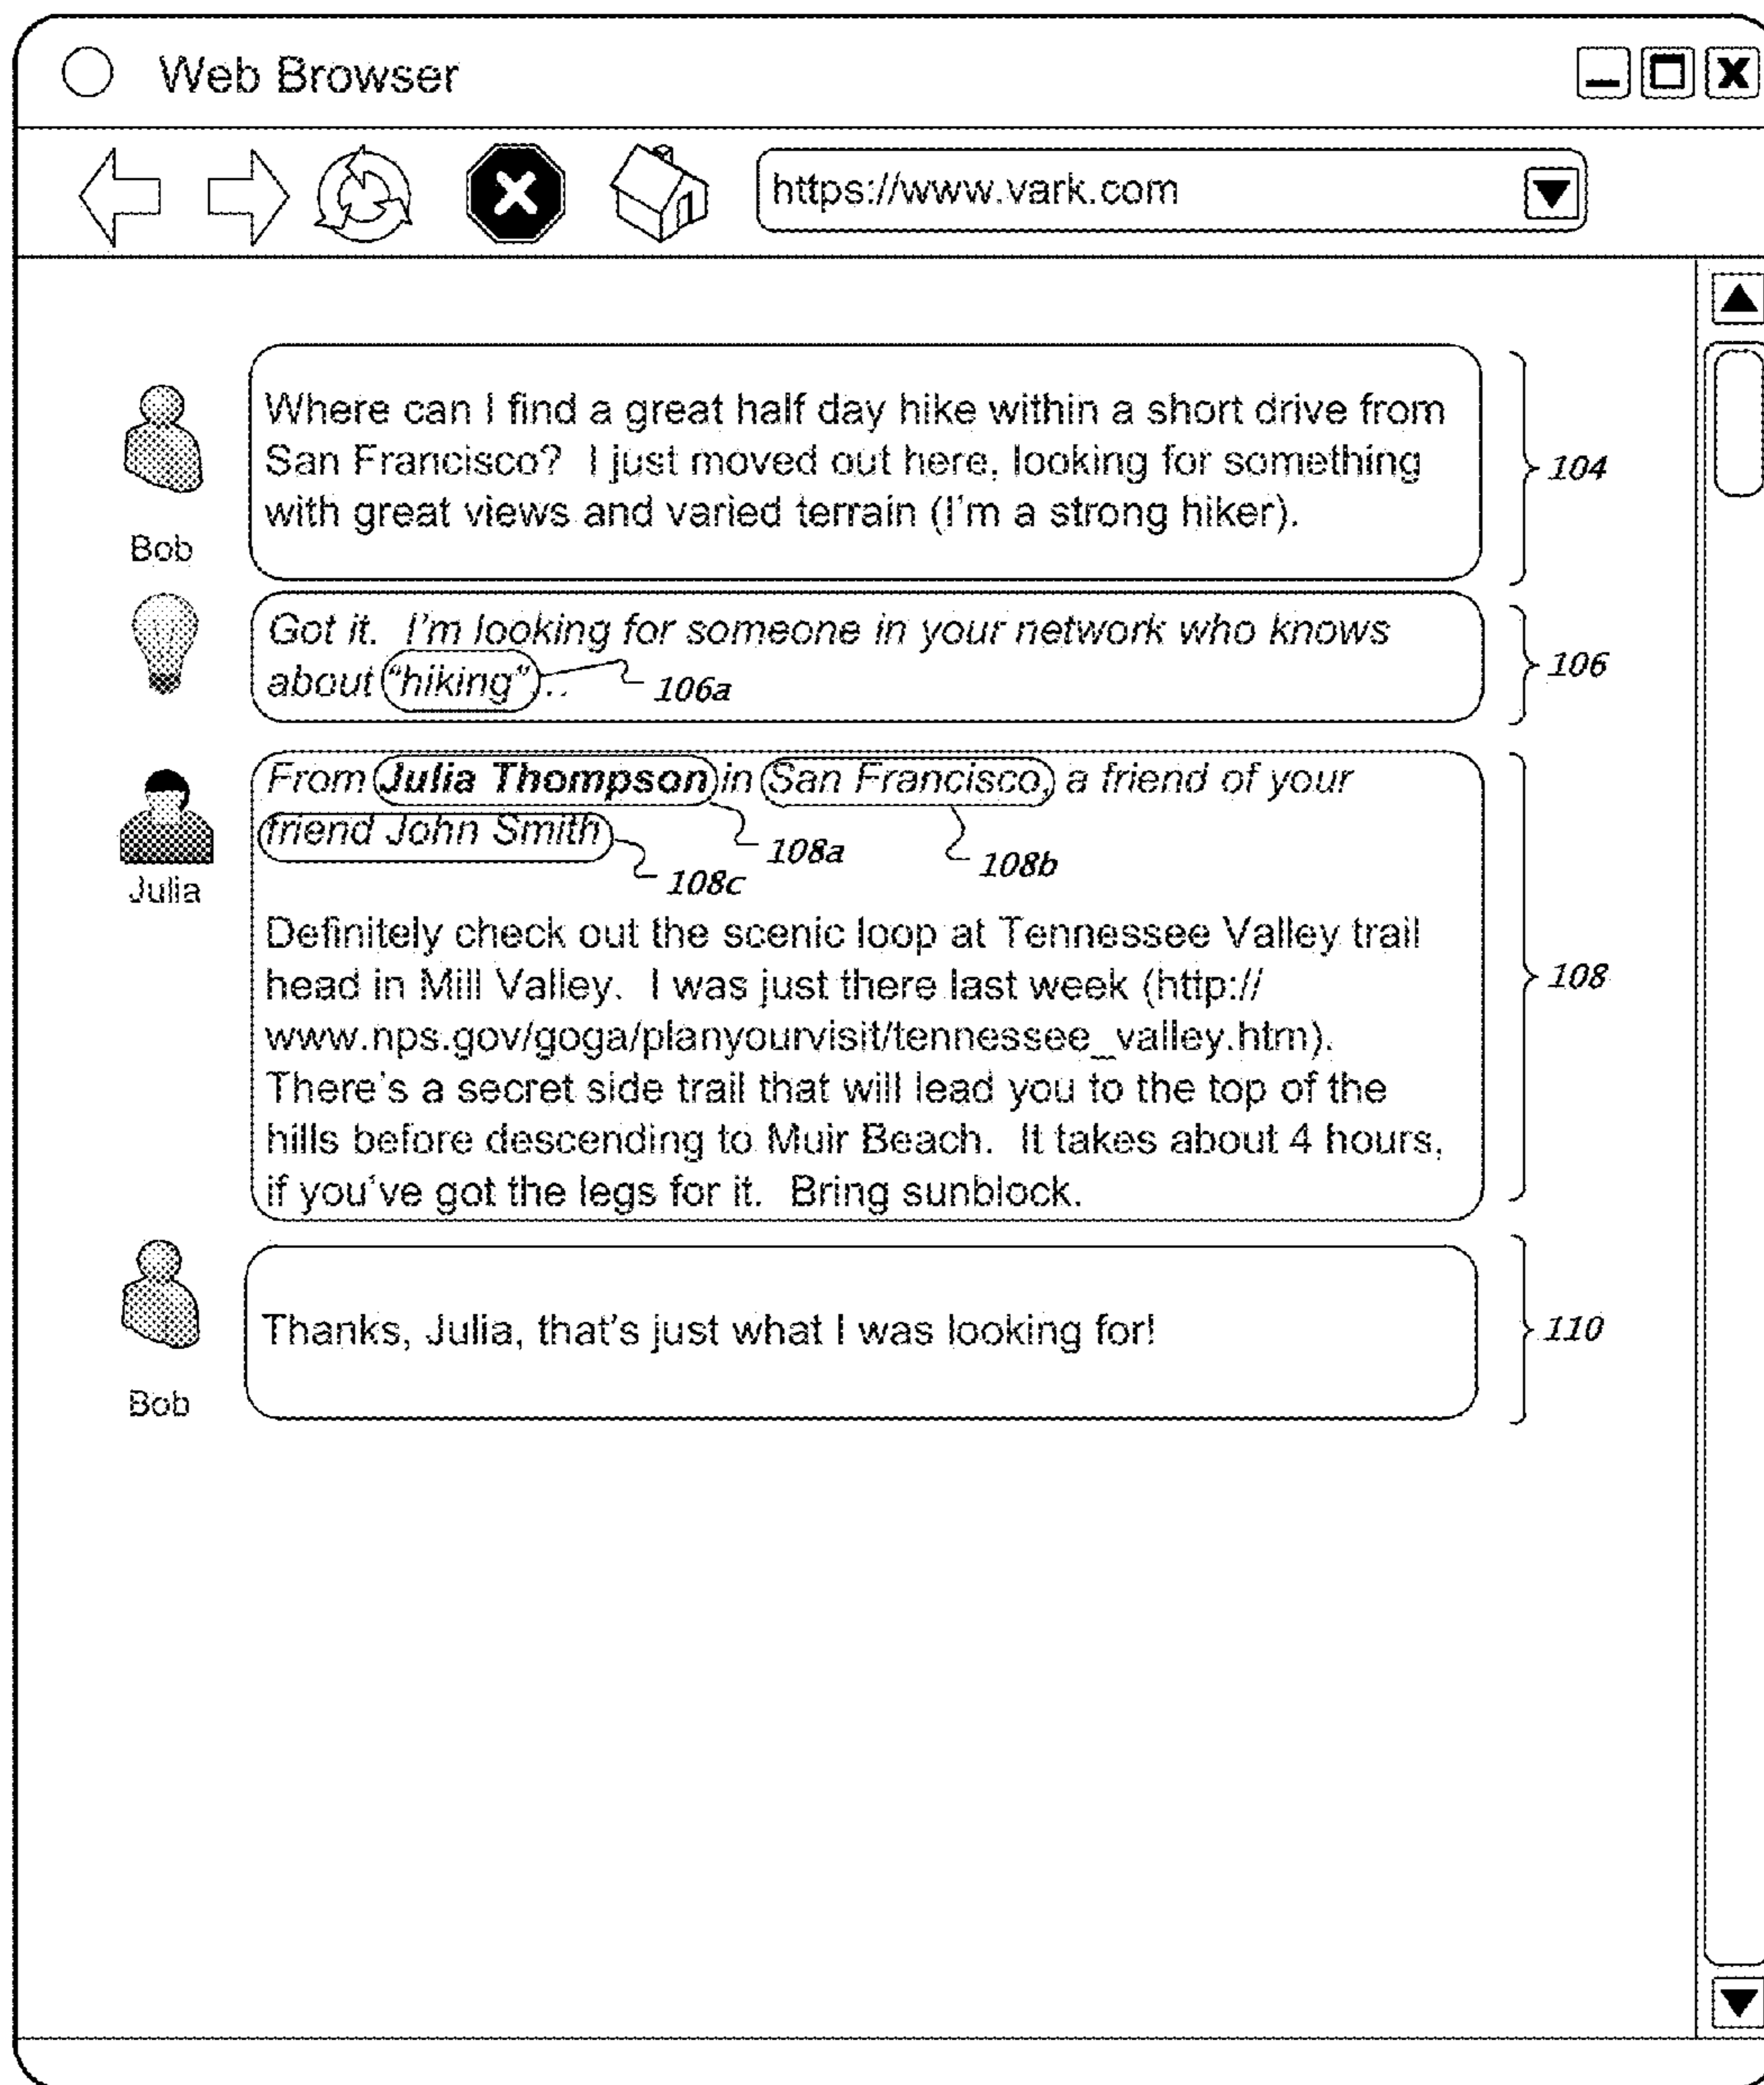 Web Browser
https://www.vark.com
Where can I find a great half day hike within a short drive from
San Francisco?  I just moved out here, looking for something
with great views and varied terrain (I'm a strong hiker).
104
Bob
Got it.  I'm looking for someone in your network who knows
about "hiking"...
106a
106
From Julia Thompson in San Francisco, a friend of your
friend John Smith
108a
108b
108c
Julia
Definitely check out the scenic loop at Tennessee Valley trail
head in Mill Valley.  I was just there last week (http://
www.nps.gov/goga/planyourvisit/tennessee_valley.htm).
There's a secret side trail that will lead you to the top of the
hills before descending to Muir Beach.  It takes about 4 hours,
if you've got the legs for it.  Bring sunblock.
108
Thanks, Julia, that's just what I was looking for!
110
Bob